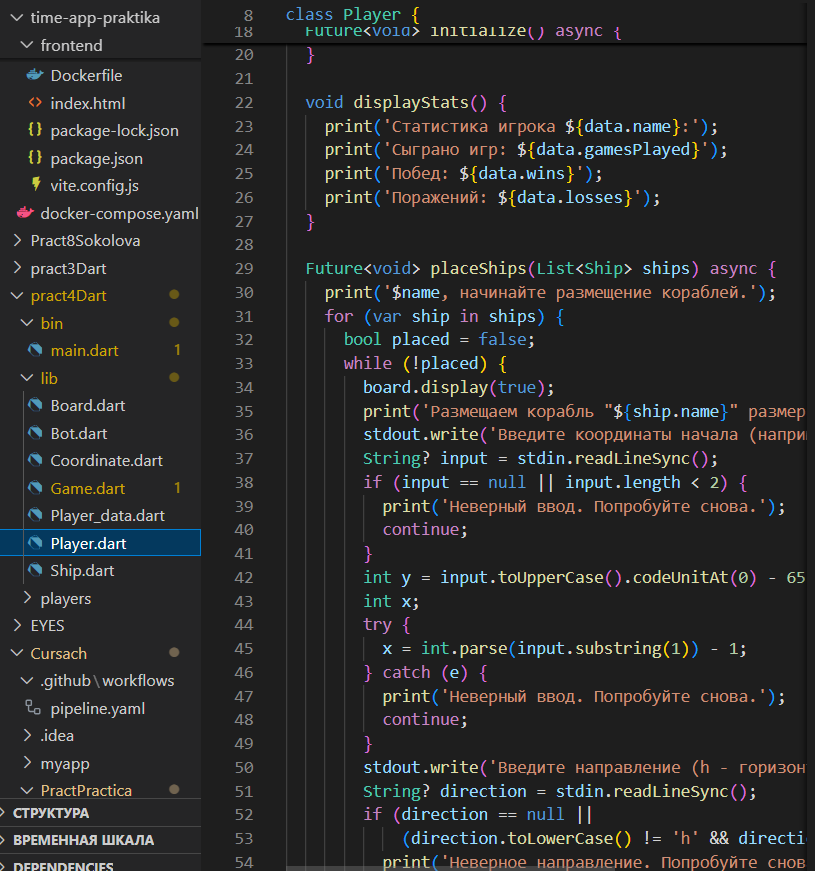 time-app-praktika
frontend
Dockerfile
index.html
package-lock.json
package.json
vite.config.js
docker-compose.yaml
Pract8Sokolova
pract3Dart
pract4Dart
bin
main.dart 1
lib
Board.dart
Bot.dart
Coordinate.dart
Game.dart 1
Player_data.dart
Player.dart
Ship.dart
players
EYES
Cursach
.github\workflows
pipeline.yaml
.idea
myapp
PractPractica
СТРУКТУРА
ВРЕМЕННАЯ ШКАЛА
DEPENDENCIES
8 class Player {
18 Future<void> initialize() async {
20 }
21
22 void displayStats() {
23 print('Статистика игрока ${data.name}:');
24 print('Сыграно игр: ${data.gamesPlayed}');
25 print('Побед: ${data.wins}');
26 print('Поражений: ${data.losses}');
27 }
28
29 Future<void> placeShips(List<Ship> ships) async {
30 print('$name, начинайте размещение кораблей.');
31 for (var ship in ships) {
32 bool placed = false;
33 while (!placed) {
34 board.display(true);
35 print('Размещаем корабль "${ship.name}" размер
36 stdout.write('Введите координаты начала (напри
37 String? input = stdin.readLineSync();
38 if (input == null || input.length < 2) {
39 print('Неверный ввод. Попробуйте снова.');
40 continue;
41 }
42 int y = input.toUpperCase().codeUnitAt(0) - 65
43 int x;
44 try {
45 x = int.parse(input.substring(1)) - 1;
46 } catch (e) {
47 print('Неверный ввод. Попробуйте снова.');
48 continue;
49 }
50 stdout.write('Введите направление (h - горизон
51 String? direction = stdin.readLineSync();
52 if (direction == null ||
53 (direction.toLowerCase() != 'h' && directi
54 print('Неверное направление. Попробуйте снов